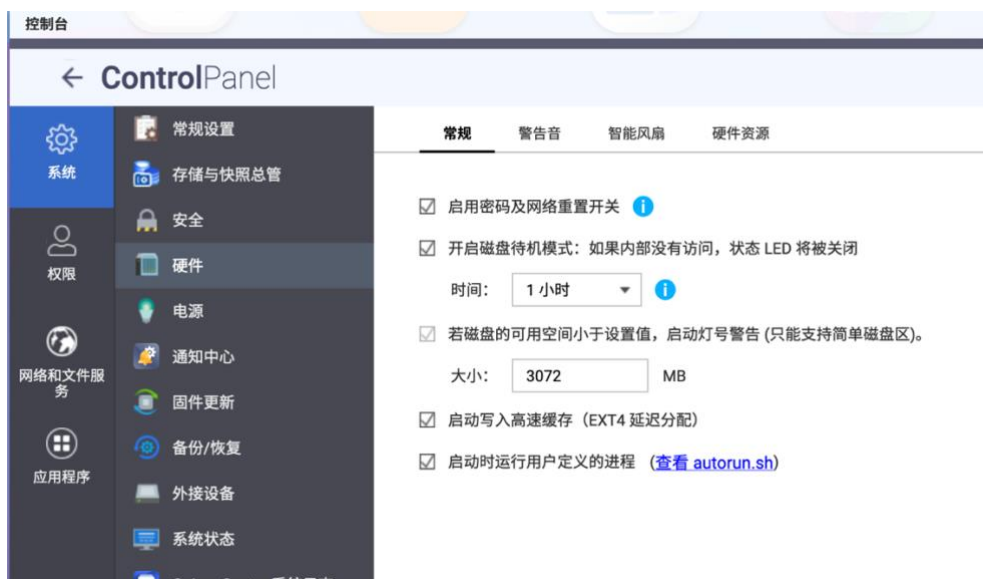 控制台
ControlPanel
系统
权限
网络和文件服
务
应用程序
常规设置
存储与快照总管
安全
硬件
电源
通知中心
固件更新
备份/恢复
外接设备
系统状态
常规 警告音 智能风扇 硬件资源
启用密码及网络重置开关
开启磁盘待机模式：如果内部没有访问，状态 LED 将被关闭
时间： 1 小时
若磁盘的可用空间小于设置值，启动灯号警告 (只能支持简单磁盘区)。
大小： 3072 MB
启动写入高速缓存（EXT4 延迟分配）
启动时运行用户定义的进程 (查看 autorun.sh)